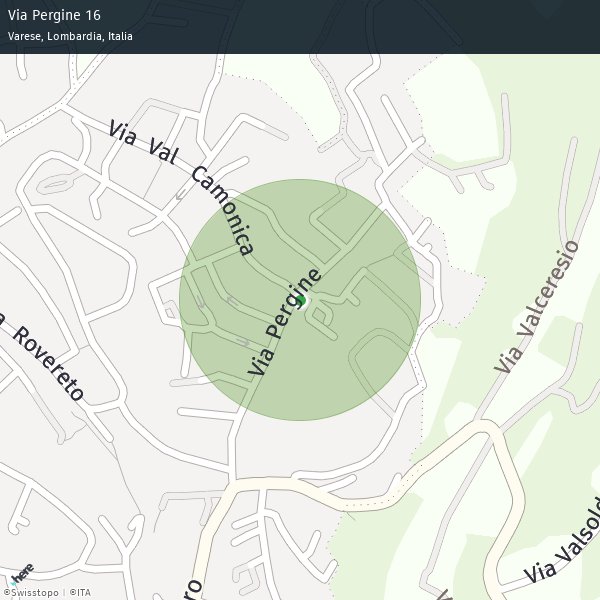 Via Pergine 16
Varese, Lombardia, Italia
Via Val Camonica
Via Pergine
Rovereto
Via Valceresio
Via Valsold
here
©Swisstopo | ©ITA